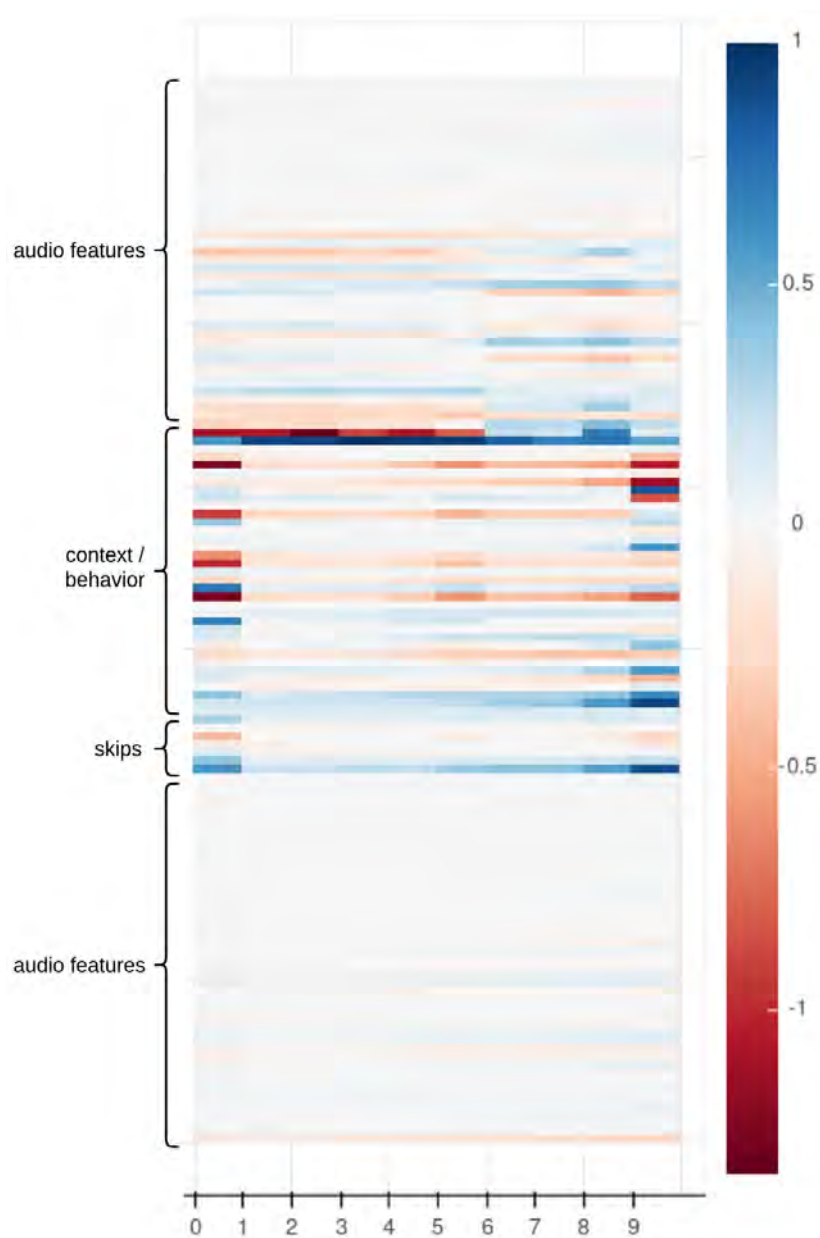 1
audio features
0.5
0
context /
behavior
skips
-0.5
audio features
-1
0 1 2 3 4 5 6 7 8 9